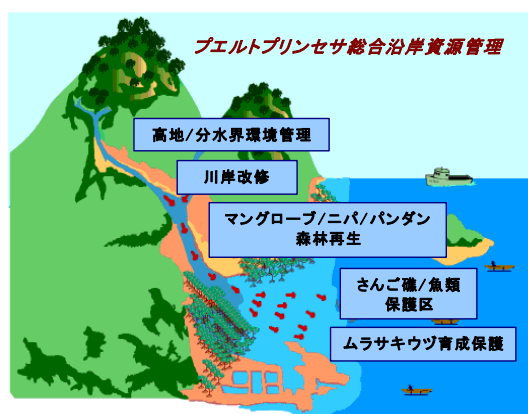 プエルトプリンセサ総合沿岸資源管理
高地/分水界環境管理
川岸改修
マングローブ/ニパ/パンダン
森林再生
さんご礁/魚類
保護区
ムラサキウヅ育成保護